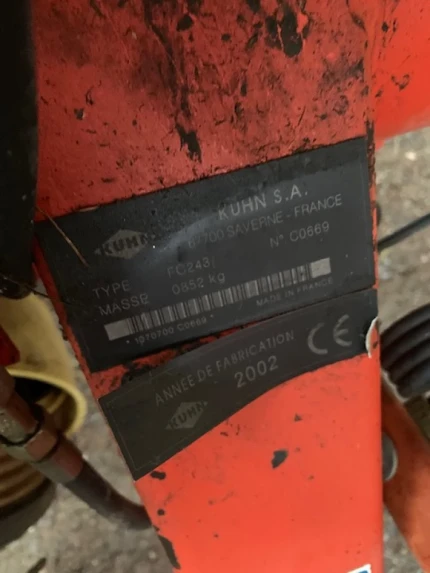 KUHN
KUHN S.A.
67700 SAVERNE - FRANCE
TYPE FC243
N° C0669
MASSE 0852 kg
MADE IN FRANCE
ANNEE DE FABRICATION
KUHN 2002 CE